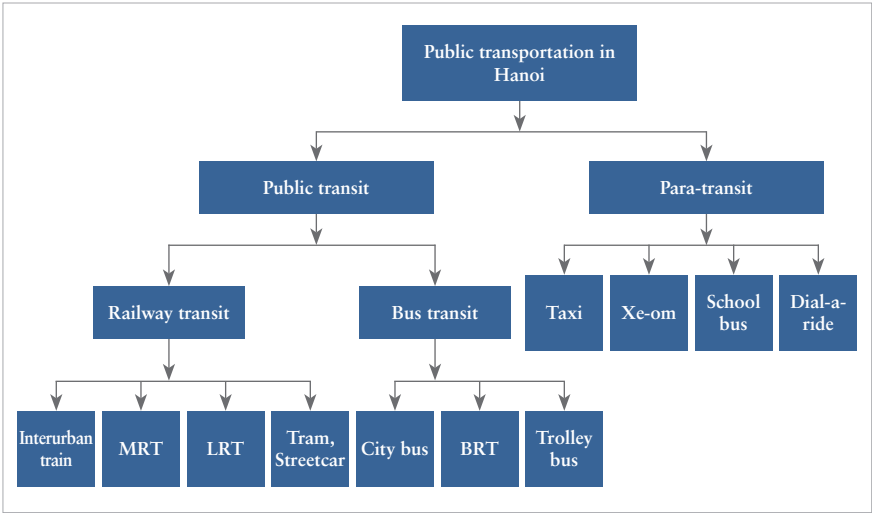 Public transportation in
Hanoi
Public transit
Para-transit
Railway transit
Bus transit
Taxi
Xe-om
School
bus
Dial-a-
ride
Interurban
train
MRT
LRT
Tram,
Streetcar
City bus
BRT
Trolley
bus